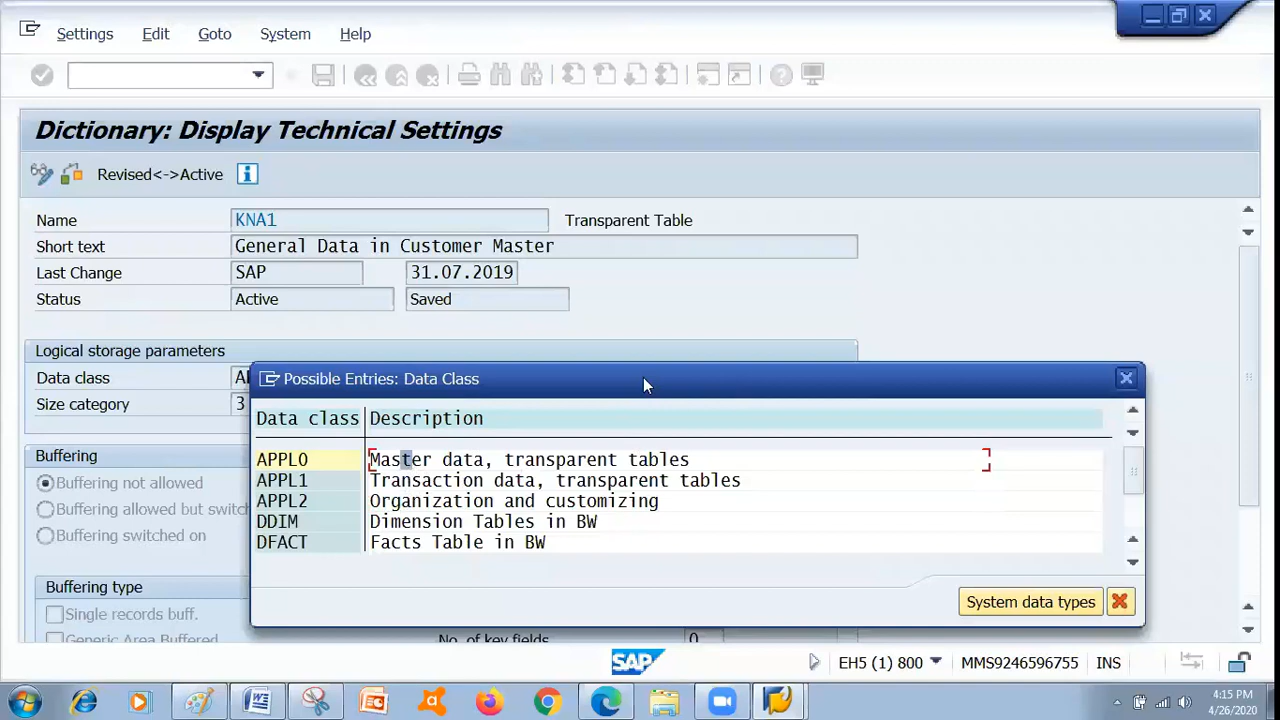 Settings Edit Goto System Help
Dictionary: Display Technical Settings
Revised<->Active
Name KNA1 Transparent Table
Short text General Data in Customer Master
Last Change SAP 31.07.2019
Status Active Saved
Logical storage parameters
Data class
Size category 3
Possible Entries: Data Class
Data class Description
APPL0 Master data, transparent tables
APPL1 Transaction data, transparent tables
APPL2 Organization and customizing
DDIM Dimension Tables in BW
DFACT Facts Table in BW
System data types
Buffering
Buffering not allowed
Buffering allowed but switch
Buffering switched on
Buffering type
Single records buff.
Generic Area Buffered No. of key fields 0
SAP EH5 (1) 800 MMS9246596755 INS
4:15 PM
4/26/2020